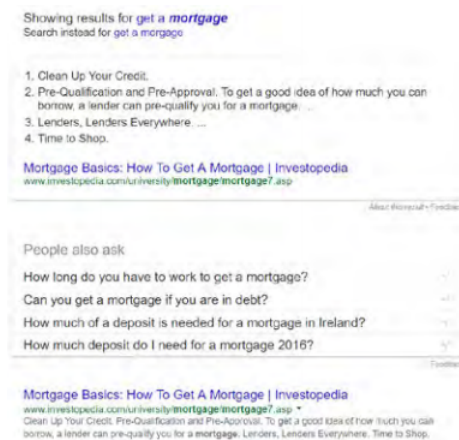 Showing results for get a mortgage
Search instead for get a morgage
1. Clean Up Your Credit.
2. Pre-Qualification and Pre-Approval. To get a good idea of how much you can
borrow, a lender can pre-qualify you for a mortgage. ...
3. Lenders, Lenders Everywhere. ...
4. Time to Shop.
Mortgage Basics: How To Get A Mortgage | Investopedia
www.investopedia.com/university/mortgage/mortgage7.asp
About this result • Feedback
People also ask
How long do you have to work to get a mortgage?
Can you get a mortgage if you are in debt?
How much of a deposit is needed for a mortgage in Ireland?
How much deposit do I need for a mortgage 2016?
Feedback
Mortgage Basics: How To Get A Mortgage | Investopedia
www.investopedia.com/university/mortgage/mortgage7.asp
Clean Up Your Credit. Pre-Qualification and Pre-Approval. To get a good idea of how much you can
borrow, a lender can pre-qualify you for a mortgage. Lenders, Lenders Everywhere. Time to Shop.